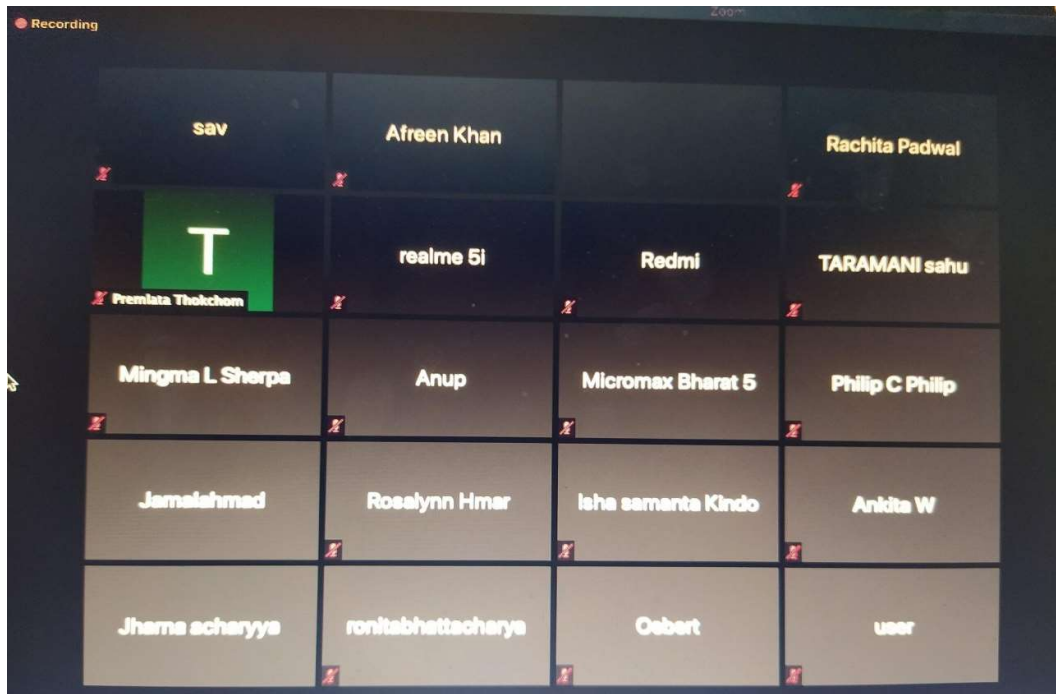 Zoom
Recording
sav
Afreen Khan
Rachita Padwal
T
Premlata Thokchom
realme 5i
Redmi
TARAMANI sahu
Mingma L Sherpa
Anup
Micromax Bharat 5
Philip C Philip
Jamalahmad
Rosalynn Hmar
Isha samanta Kindo
Ankita W
Jharna acharyya
ronitabhattacharya
Osbert
user